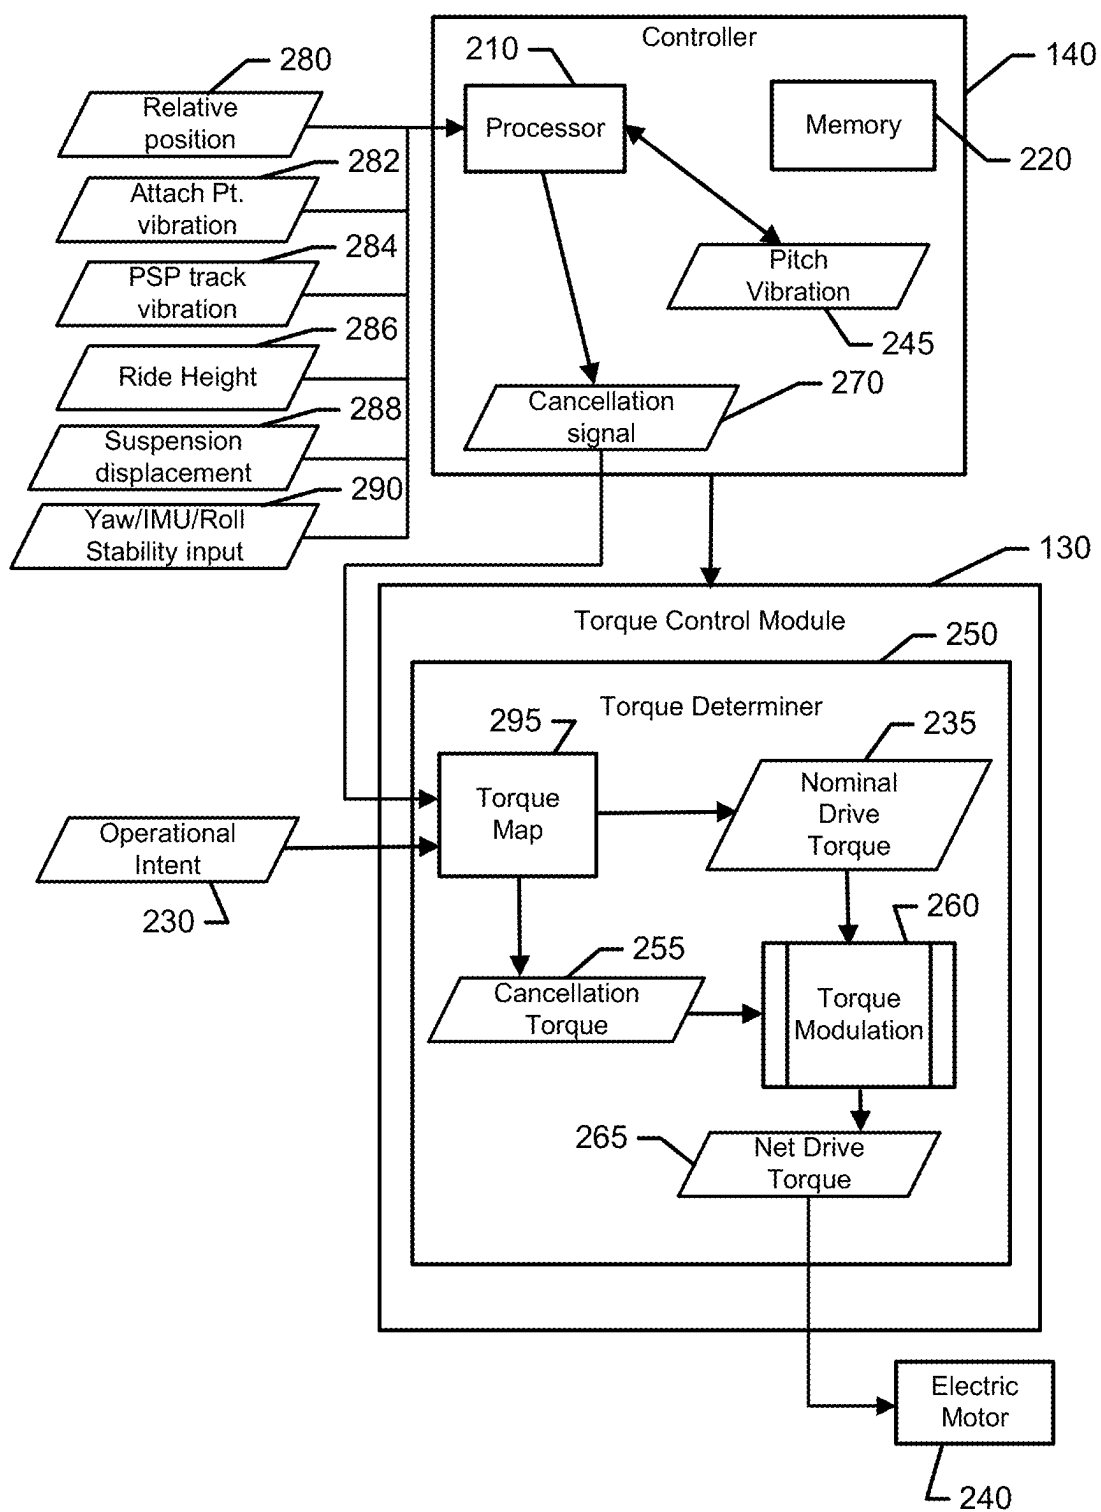 Controller
210
140
Processor
Memory
220
280
Relative
position
282
Attach Pt.
vibration
284
PSP track
vibration
286
Ride Height
288
Suspension
displacement
290
Yaw/IMU/Roll
Stability input
Pitch
Vibration
245
270
Cancellation
signal
130
Torque Control Module
250
Torque Determiner
295
235
Torque
Map
Nominal
Drive
Torque
Operational
Intent
230
255
Cancellation
Torque
260
Torque
Modulation
265
Net Drive
Torque
Electric
Motor
240